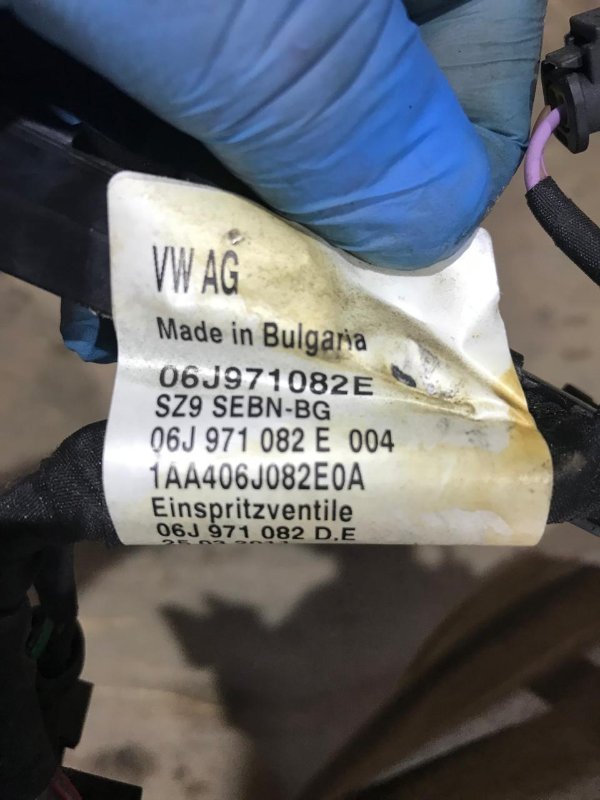 VW AG
Made in Bulgaria
06J971082E
SZ9 SEBN-BG
06J 971 082 E 004
1AA406J082E0A
Einspritzventile
06J 971 082 D.E